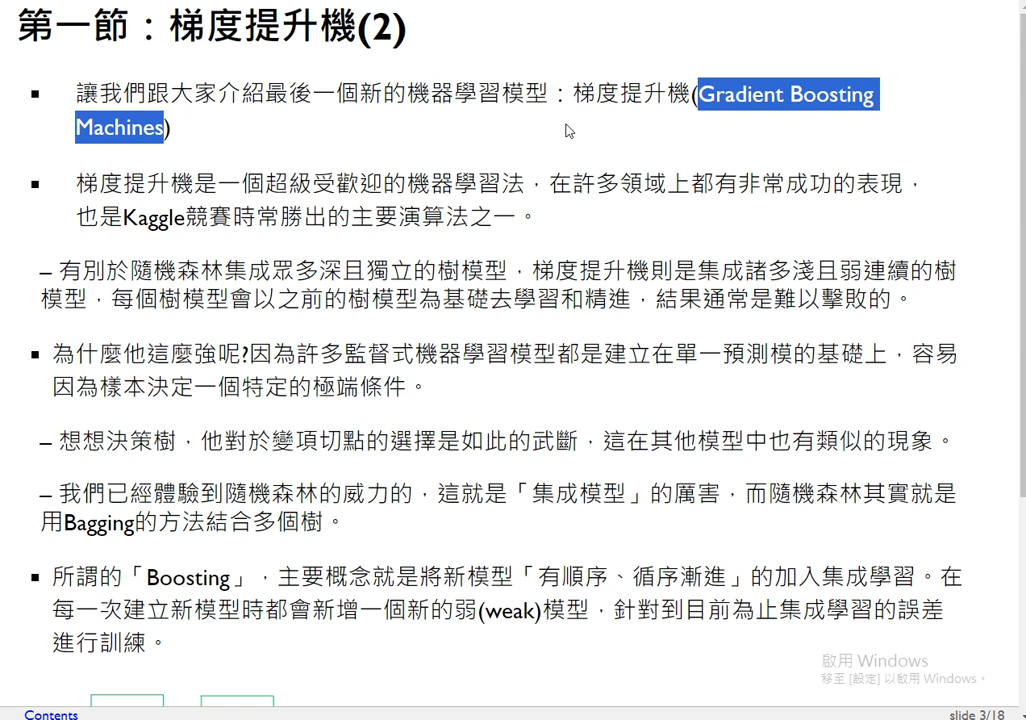 第一節：梯度提升機(2)
▪ 讓我們跟大家介紹最後一個新的機器學習模型：梯度提升機(Gradient Boosting
Machines)
▪ 梯度提升機是一個超級受歡迎的機器學習法，在許多領域上都有非常成功的表現，
也是Kaggle競賽時常勝出的主要演算法之一。
– 有別於隨機森林集成眾多深且獨立的樹模型，梯度提升機則是集成諸多淺且弱連續的樹
模型，每個樹模型會以之前的樹模型為基礎去學習和精進，結果通常是難以擊敗的。
▪ 為什麼他這麼強呢?因為許多監督式機器學習模型都是建立在單一預測模的基礎上，容易
因為樣本決定一個特定的極端條件。
– 想想決策樹，他對於變項切點的選擇是如此的武斷，這在其他模型中也有類似的現象。
– 我們已經體驗到隨機森林的威力的，這就是「集成模型」的厲害，而隨機森林其實就是
用Bagging的方法結合多個樹。
▪ 所謂的「Boosting」，主要概念就是將新模型「有順序、循序漸進」的加入集成學習。在
每一次建立新模型時都會新增一個新的弱(weak)模型，針對到目前為止集成學習的誤差
進行訓練。
啟用 Windows
移至 [設定] 以啟用 Windows。
Contents
slide 3/18